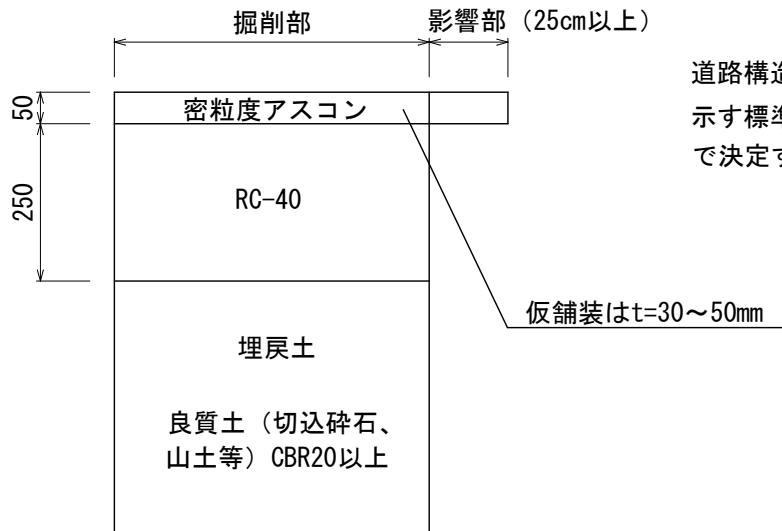 掘削部
影響部（25cm以上）
道路構造
示す標準
で決定す
50
密粒度アスコン
250
RC-40
仮舗装はt=30～50mm
埋戻土
良質土（切込砕石、
山土等）CBR20以上